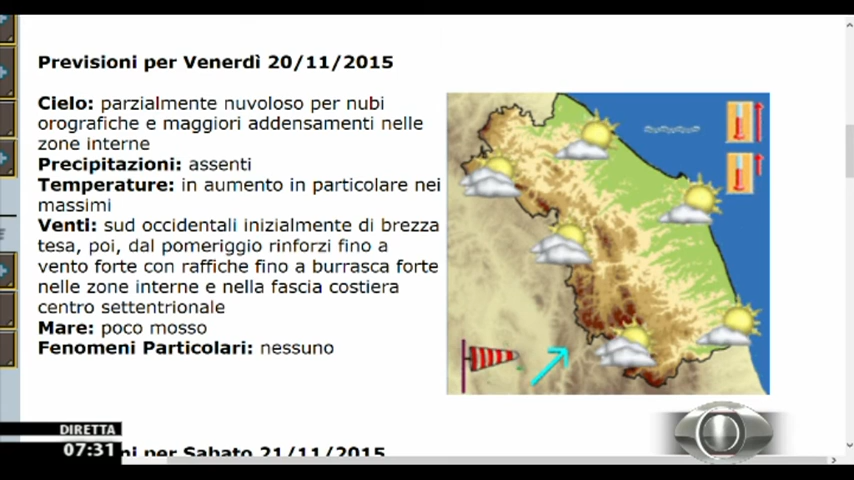 Previsioni per Venerdì 20/11/2015
Cielo: parzialmente nuvoloso per nubi
orografiche e maggiori addensamenti nelle
zone interne
Precipitazioni: assenti
Temperature: in aumento in particolare nei
massimi
Venti: sud occidentali inizialmente di brezza
tesa, poi, dal pomeriggio rinforzi fino a
vento forte con raffiche fino a burrasca forte
nelle zone interne e nella fascia costiera
centro settentrionale
Mare: poco mosso
Fenomeni Particolari: nessuno
DIRETTA
07:31
ni per Sabato 21/11/2015